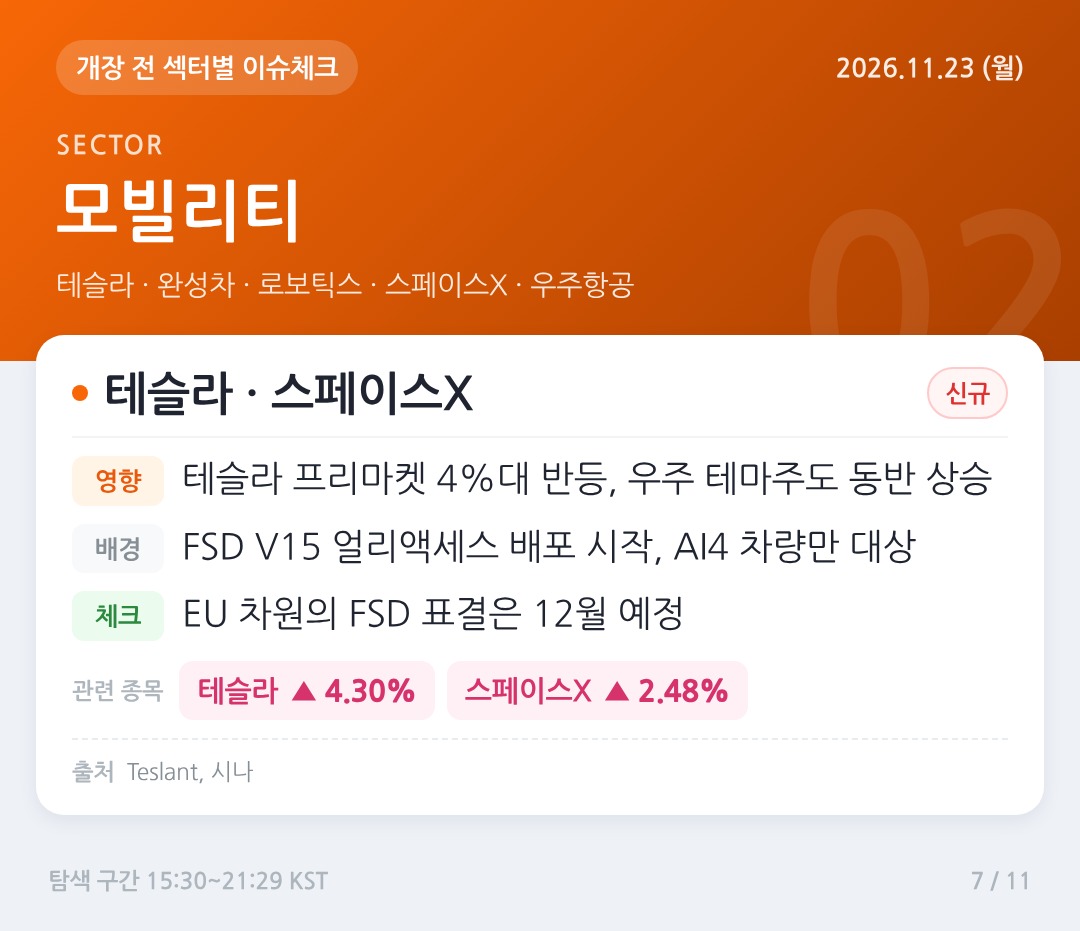 개장 전 섹터별 이슈체크
2026.11.23 (월)
SECTOR
모빌리티
테슬라 · 완성차 · 로보틱스 · 스페이스X · 우주항공
02
테슬라 · 스페이스X
신규
영향 테슬라 프리마켓 4%대 반등, 우주 테마주도 동반 상승
배경 FSD V15 얼리액세스 배포 시작, AI4 차량만 대상
체크 EU 차원의 FSD 표결은 12월 예정
관련 종목 테슬라 ▲ 4.30% 스페이스X ▲ 2.48%
출처 Teslant, 시나
탐색 구간 15:30~21:29 KST
7 / 11